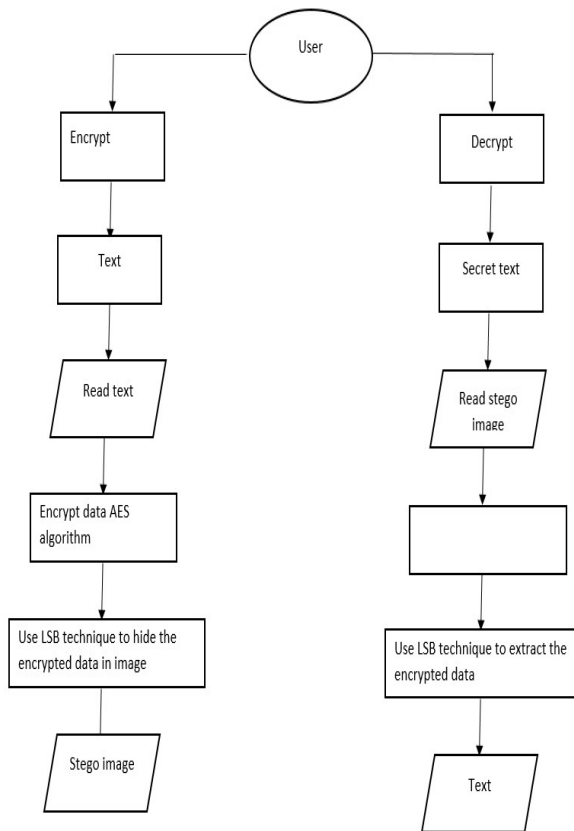 User
Encrypt
Text
Read text
Encrypt data AES
algorithm
Use LSB technique to hide the
encrypted data in image
Stego image
Decrypt
Secret text
Read stego
image
Use LSB technique to extract the
encrypted data
Text